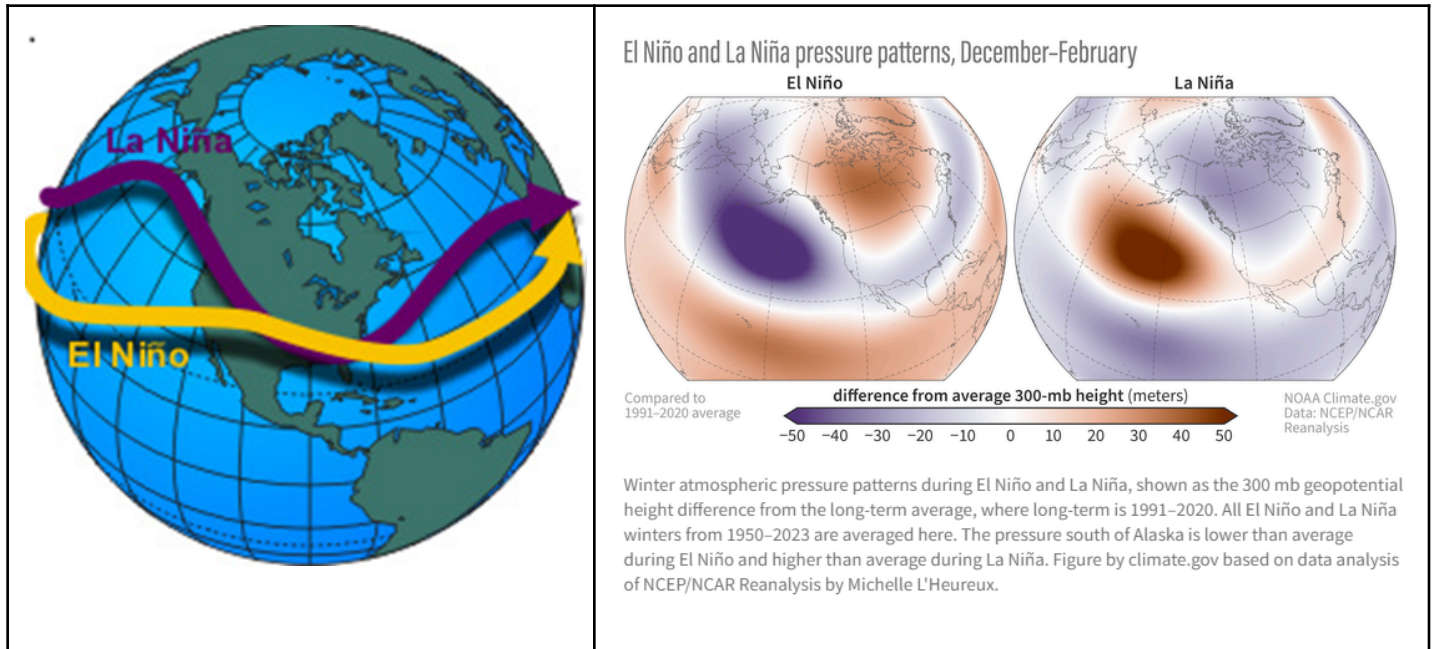 La Niña
El Niño
El Niño and La Niña pressure patterns, December–February
El Niño
La Niña
Compared to
1991–2020 average
difference from average 300-mb height (meters)
−50 −40 −30 −20 −10 0 10 20 30 40 50
NOAA Climate.gov
Data: NCEP/NCAR
Reanalysis
Winter atmospheric pressure patterns during El Niño and La Niña, shown as the 300 mb geopotential
height difference from the long-term average, where long-term is 1991–2020. All El Niño and La Niña
winters from 1950–2023 are averaged here. The pressure south of Alaska is lower than average
during El Niño and higher than average during La Niña. Figure by climate.gov based on data analysis
of NCEP/NCAR Reanalysis by Michelle L'Heureux.